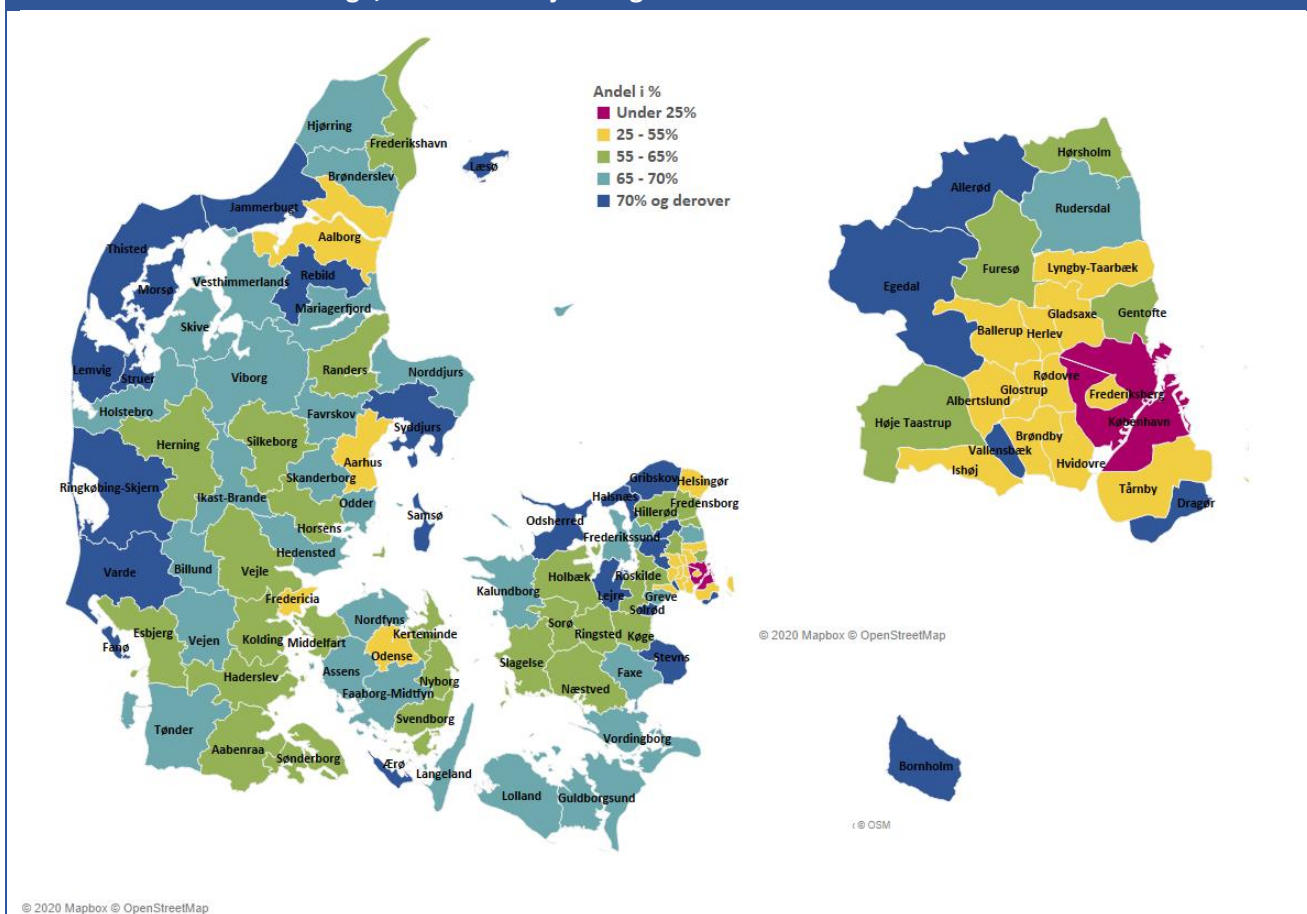 Andel i %
Under 25%
25 - 55%
55 - 65%
65 - 70%
70% og derover
Hjørring
Frederikshavn
Læsø
Brønderslev
Jammerbugt
Aalborg
Thisted
Rebild
Vesthimmerlands
Morsø
Mariagerfjord
Skive
Lemvig
Struer
Viborg
Randers
Norddjurs
Holstebro
Favrskov
Syddjurs
Herning
Silkeborg
Aarhus
Skanderborg
Ringkøbing-Skjern
Ikast-Brande
Odder
Samsø
Horsens
Hedensted
Varde
Billund
Vejle
Fredericia
Nordfyns
Esbjerg
Kerteminde
Fanø
Vejen
Kolding
Middelfart
Odense
Assens
Nyborg
Haderslev
Faaborg-Midtfyn
Svendborg
Tønder
Aabenraa
Sønderborg
Ærø
Langeland
Gribskov
Helsingør
Halsnæs
Fredensborg
Hillerød
Odsherred
Frederikssund
Holbæk
Roskilde
Kalundborg
Lejre
Greve
Solrød
Sorø
Ringsted
Køge
Slagelse
Stevns
Faxe
Næstved
Vordingborg
Lolland
Guldborgsund
Hørsholm
Allerød
Rudersdal
Furesø
Lyngby-Taarbæk
Egedal
Gladsaxe
Gentofte
Ballerup
Herlev
Rødovre
Glostrup
Frederiksberg
Albertslund
København
Høje Taastrup
Brøndby
Vallensbæk
Hvidovre
Ishøj
Tårnby
Dragør
© 2020 Mapbox © OpenStreetMap
Bornholm
© OSM
© 2020 Mapbox © OpenStreetMap